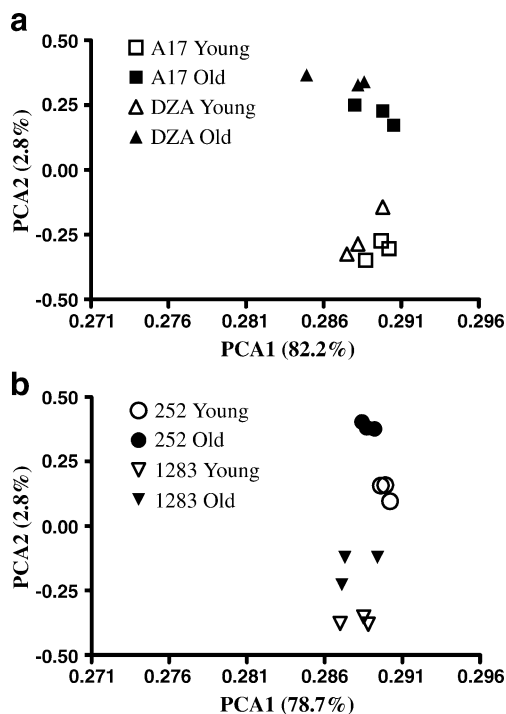 a
0.50
0.25
0.00
-0.25
-0.50
PCA2 (2.8%)
A17 Young
A17 Old
DZA Young
DZA Old
0.271 0.276 0.281 0.286 0.291 0.296
PCA1 (82.2%)
b
0.50
0.25
0.00
-0.25
-0.50
PCA2 (2.8%)
252 Young
252 Old
1283 Young
1283 Old
0.271 0.276 0.281 0.286 0.291 0.296
PCA1 (78.7%)